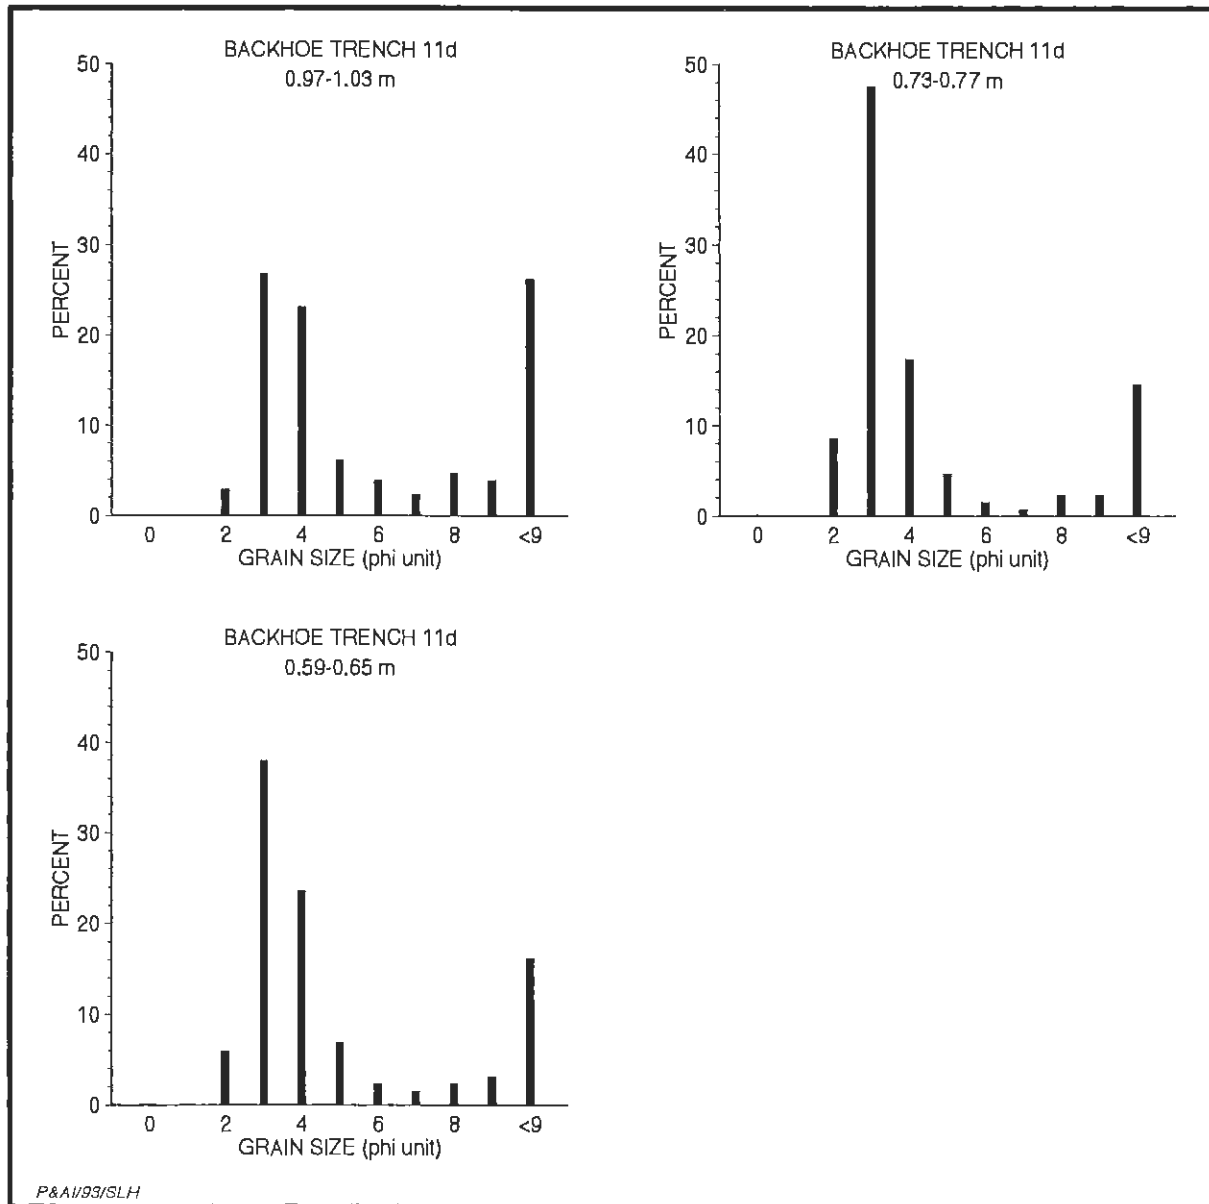 BACKHOE TRENCH 11d
0.97-1.03 m
50
40
30
20
10
0
PERCENT
0 2 4 6 8 <9
GRAIN SIZE (phi unit)
BACKHOE TRENCH 11d
0.73-0.77 m
50
40
30
20
10
0
PERCENT
0 2 4 6 8 <9
GRAIN SIZE (phi unit)
BACKHOE TRENCH 11d
0.59-0.65 m
50
40
30
20
10
0
PERCENT
0 2 4 6 8 <9
GRAIN SIZE (phi unit)
P&AI/93/SLH